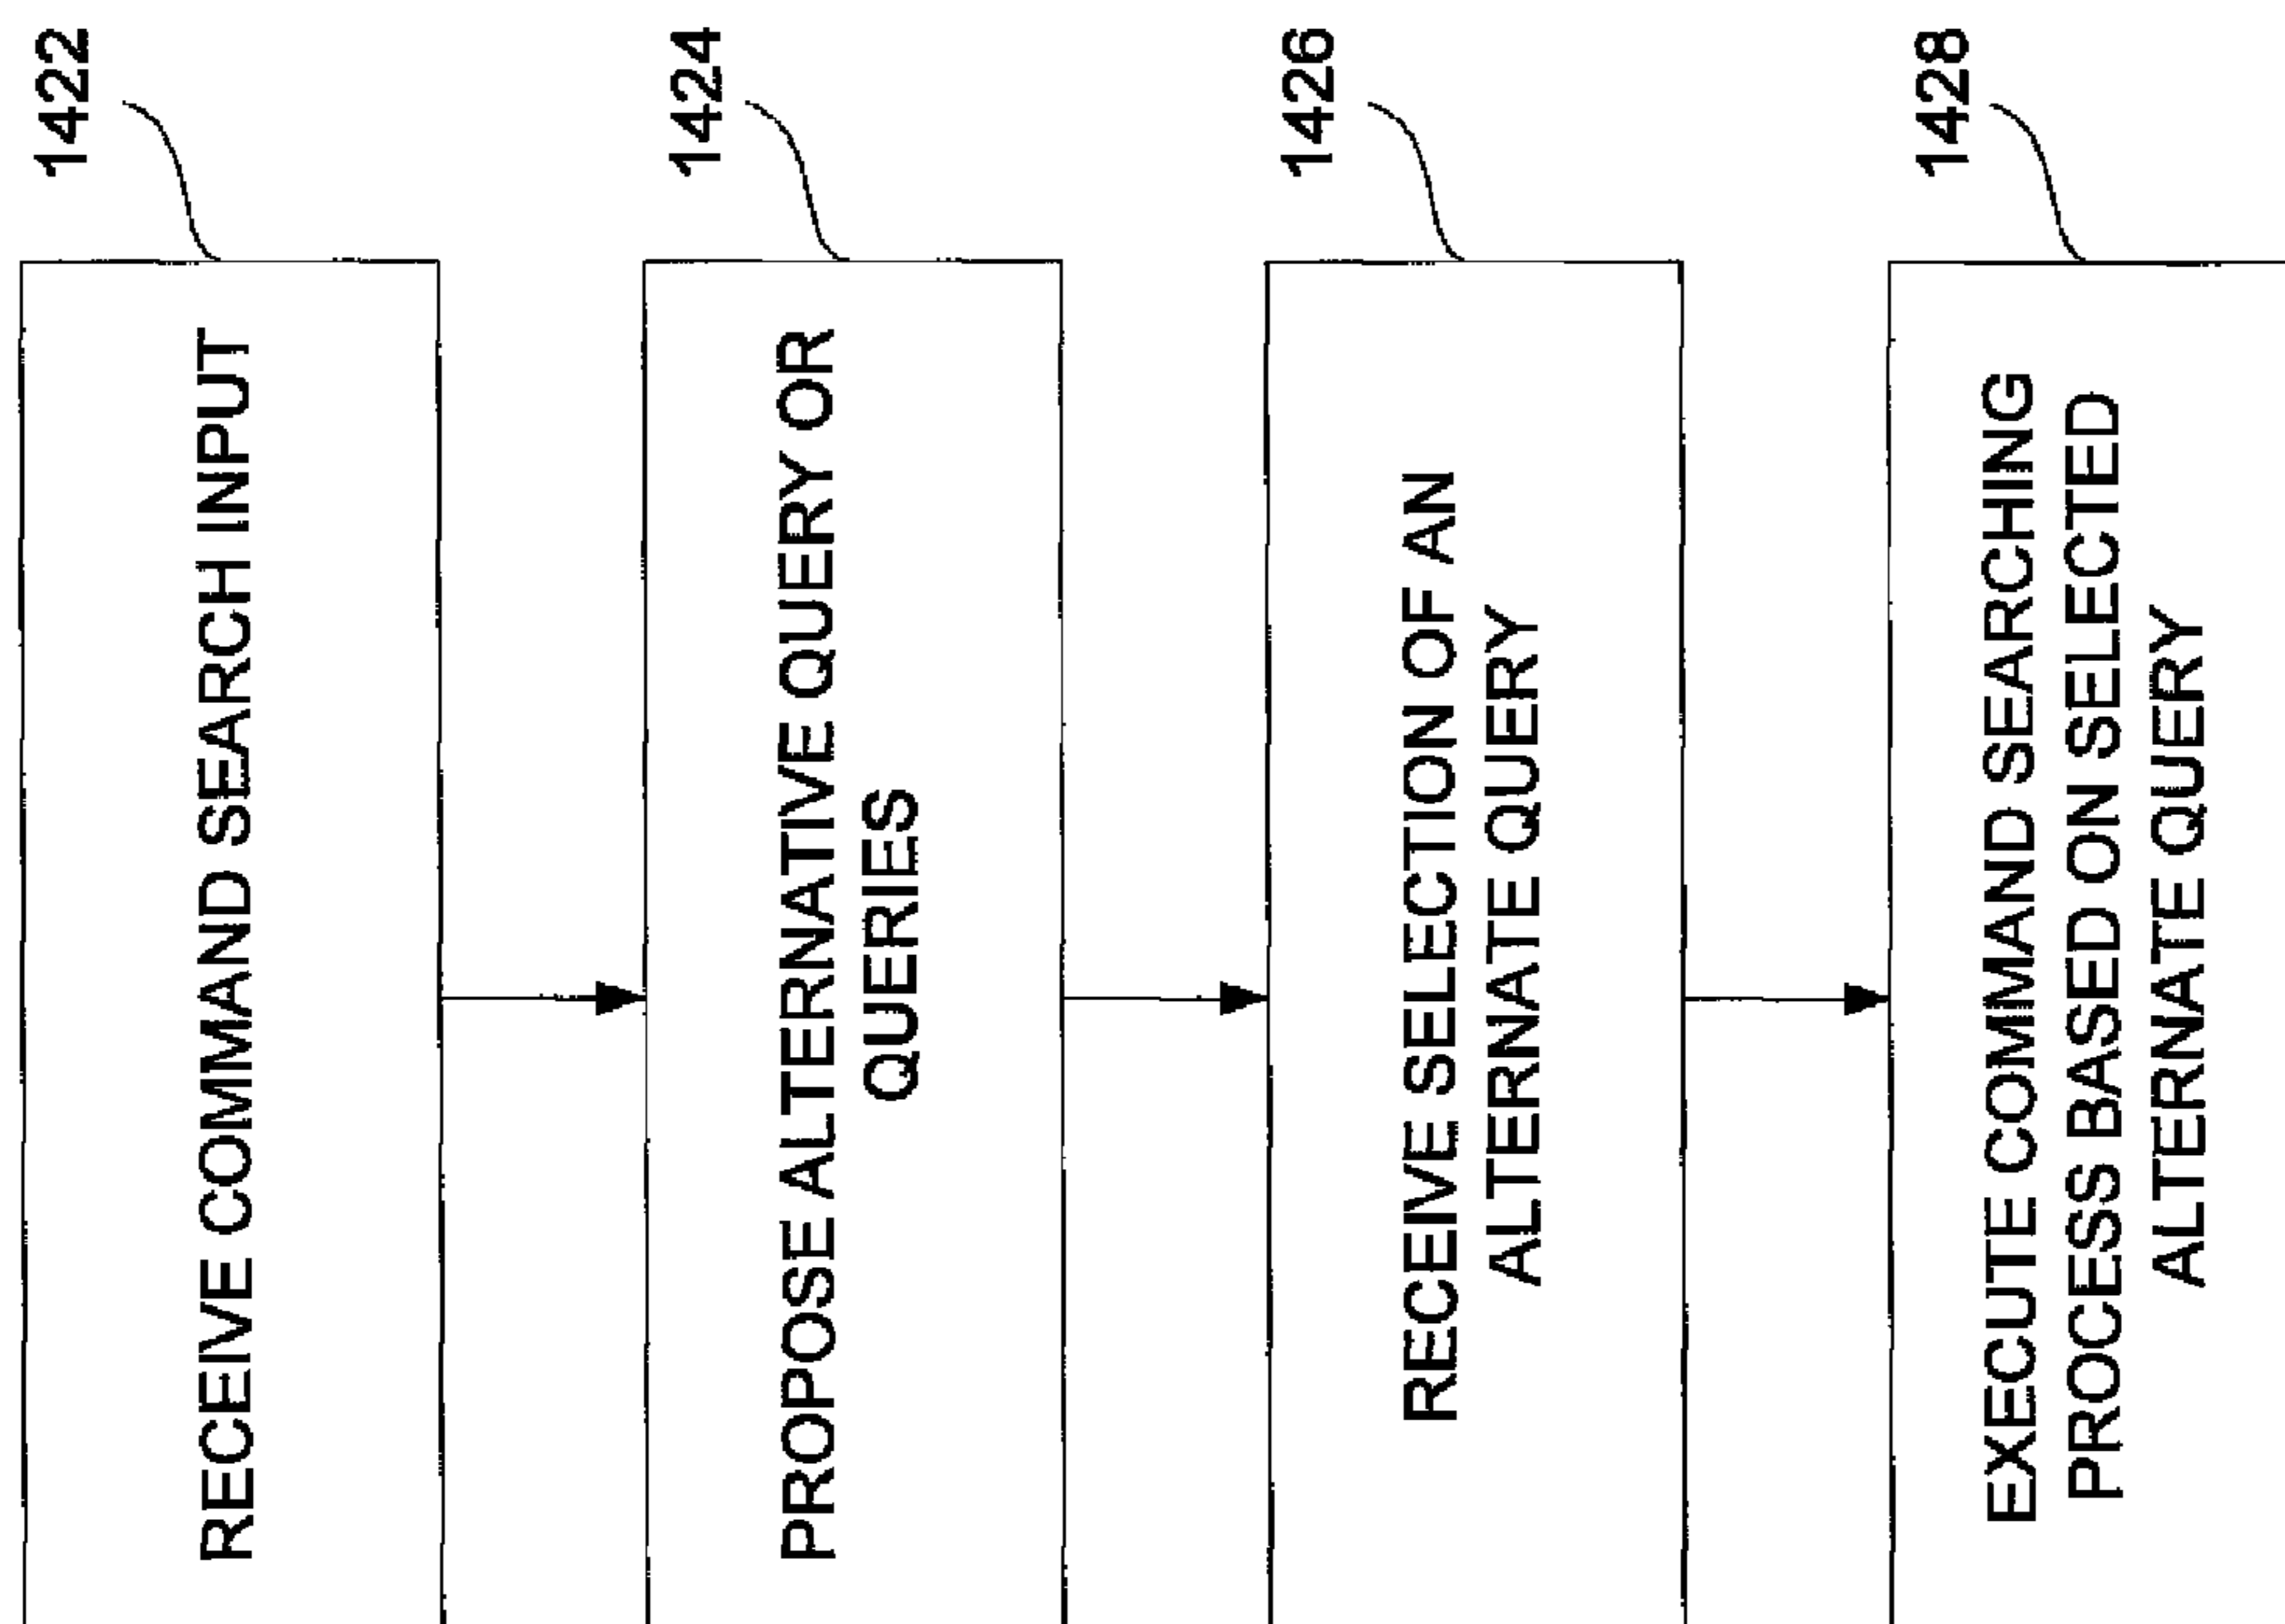 1422
RECEIVE COMMAND SEARCH INPUT
1424
PROPOSE ALTERNATIVE QUERY OR
QUERIES
1426
RECEIVE SELECTION OF AN
ALTERNATE QUERY
1428
EXECUTE COMMAND SEARCHING
PROCESS BASED ON SELECTED
ALTERNATE QUERY